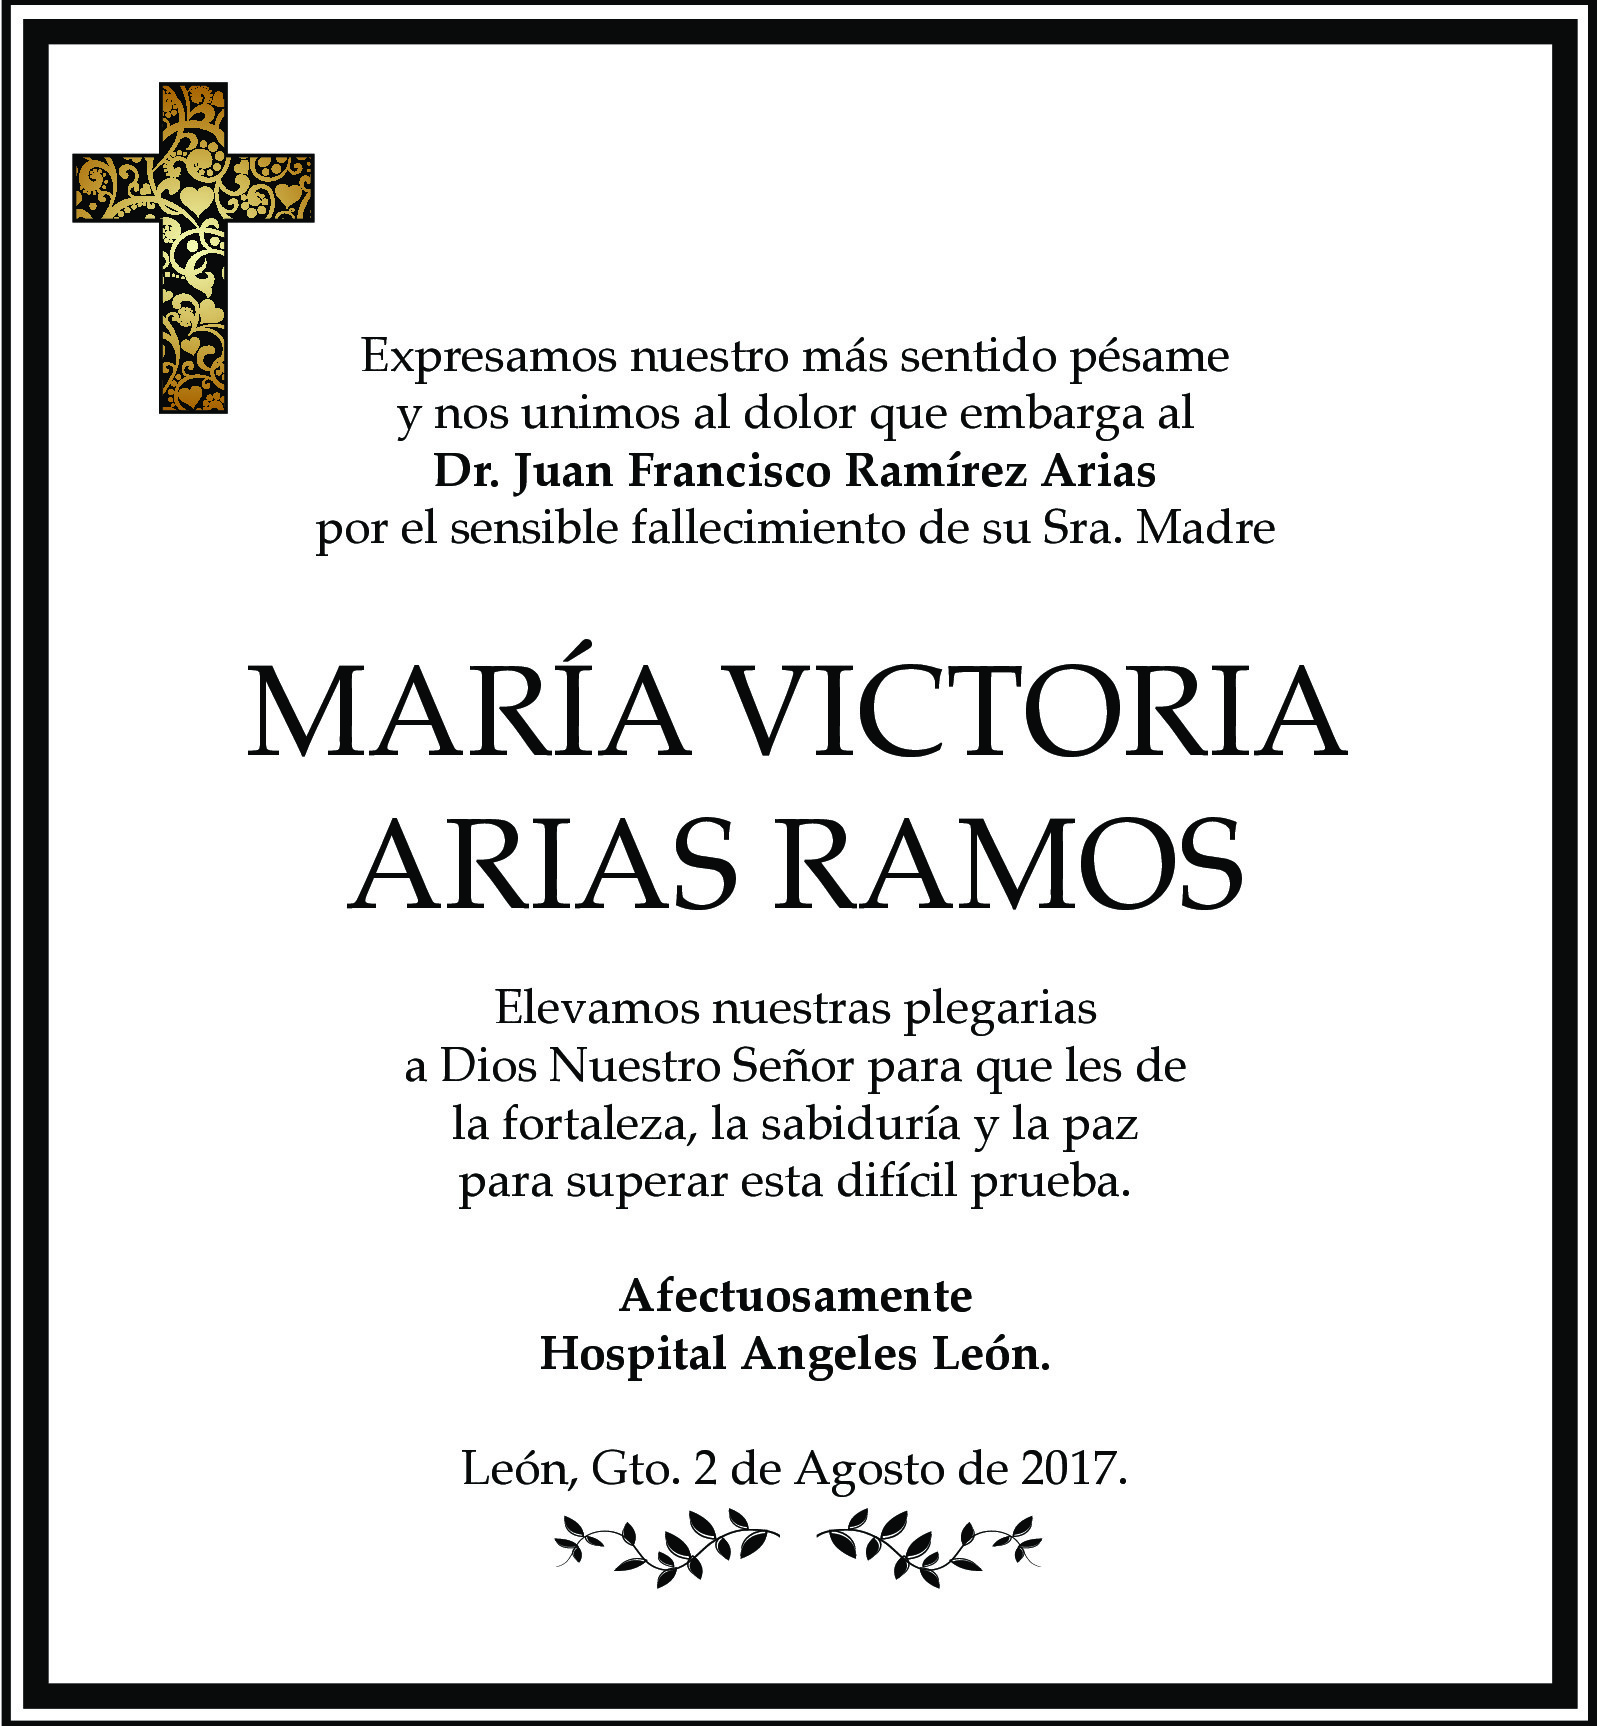 Expresamos nuestro más sentido pésame
y nos unimos al dolor que embarga al
Dr. Juan Francisco Ramírez Arias
por el sensible fallecimiento de su Sra. Madre
MARÍA VICTORIA
ARIAS RAMOS
Elevamos nuestras plegarias
a Dios Nuestro Señor para que les de
la fortaleza, la sabiduría y la paz
para superar esta difícil prueba.
Afectuosamente
Hospital Angeles León.
León, Gto. 2 de Agosto de 2017.